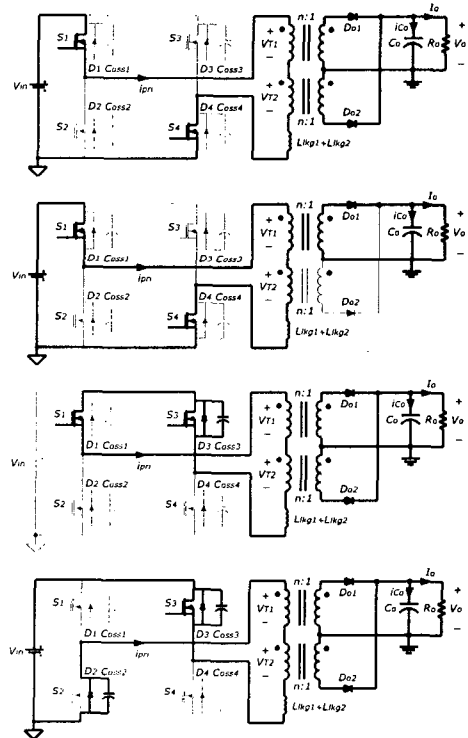 n:1
Do1
Io
S1
S3
+
VT1
−
iCo
+
Co
Ro
Vo
−
Vin
D1 Coss1
ipri
D3 Coss3
D2 Coss2
D4 Coss4
+
VT2
−
S2
S4
n:1
Do2
Llkg1+Llkg2
n:1
Do1
Io
S1
S3
+
VT1
−
iCo
+
Co
Ro
Vo
−
Vin
D1 Coss1
ipri
D3 Coss3
D2 Coss2
D4 Coss4
+
VT2
−
S2
S4
n:1
Do2
Llkg1+Llkg2
n:1
Do1
Io
S1
S3
+
VT1
−
iCo
+
Co
Ro
Vo
−
Vin
D1 Coss1
ipri
D3 Coss3
D2 Coss2
D4 Coss4
+
VT2
−
S2
S4
n:1
Do2
Llkg1+Llkg2
n:1
Do1
Io
S1
S3
+
VT1
−
iCo
+
Co
Ro
Vo
−
Vin
D1 Coss1
ipri
D3 Coss3
D2 Coss2
D4 Coss4
+
VT2
−
S2
S4
n:1
Do2
Llkg1+Llkg2